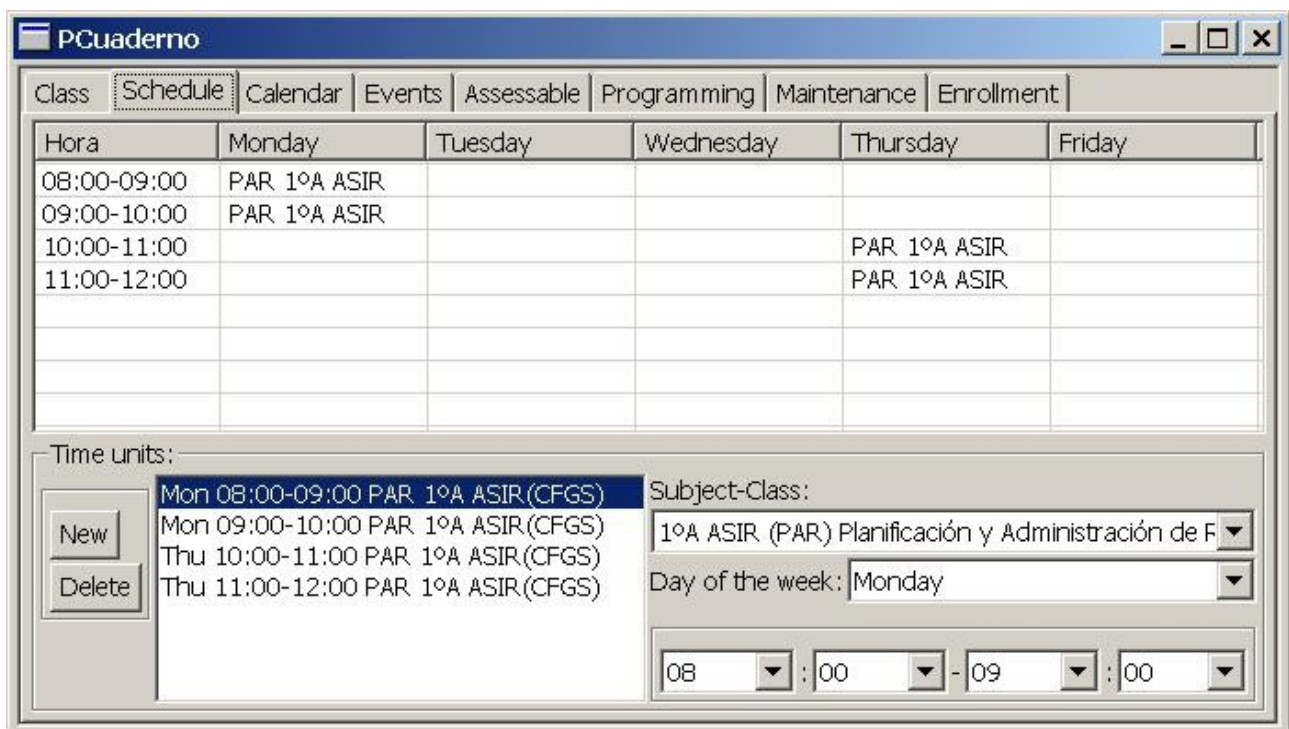 PCuaderno
Class Schedule Calendar Events Assessable Programming Maintenance Enrollment
Hora Monday Tuesday Wednesday Thursday Friday
08:00-09:00 PAR 1ºA ASIR
09:00-10:00 PAR 1ºA ASIR
10:00-11:00 PAR 1ºA ASIR
11:00-12:00 PAR 1ºA ASIR
Time units:
New
Delete
Mon 08:00-09:00 PAR 1ºA ASIR(CFGS)
Mon 09:00-10:00 PAR 1ºA ASIR(CFGS)
Thu 10:00-11:00 PAR 1ºA ASIR(CFGS)
Thu 11:00-12:00 PAR 1ºA ASIR(CFGS)
Subject-Class:
1ºA ASIR (PAR) Planificación y Administración de
Day of the week: Monday
08 : 00 - 09 : 00